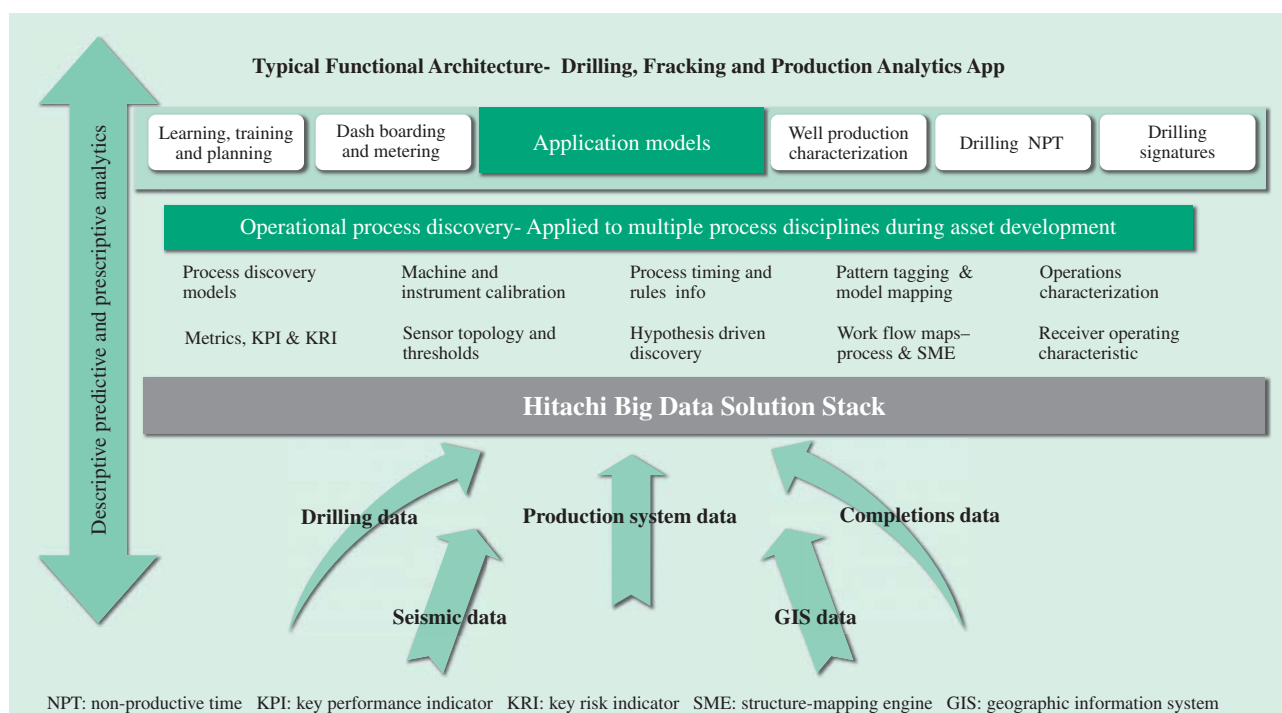 Typical Functional Architecture- Drilling, Fracking and Production Analytics App
Descriptive predictive and prescriptive analytics
Learning, training
and planning
Dash boarding
and metering
Application models
Well production
characterization
Drilling NPT
Drilling
signatures
Operational process discovery- Applied to multiple process disciplines during asset development
Process discovery
models
Machine and
instrument calibration
Process timing and
rules info
Pattern tagging &
model mapping
Operations
characterization
Metrics, KPI & KRI
Sensor topology and
thresholds
Hypothesis driven
discovery
Work flow maps–
process & SME
Receiver operating
characteristic
Hitachi Big Data Solution Stack
Drilling data
Production system data
Completions data
Seismic data
GIS data
NPT: non-productive time KPI: key performance indicator KRI: key risk indicator SME: structure-mapping engine GIS: geographic information system